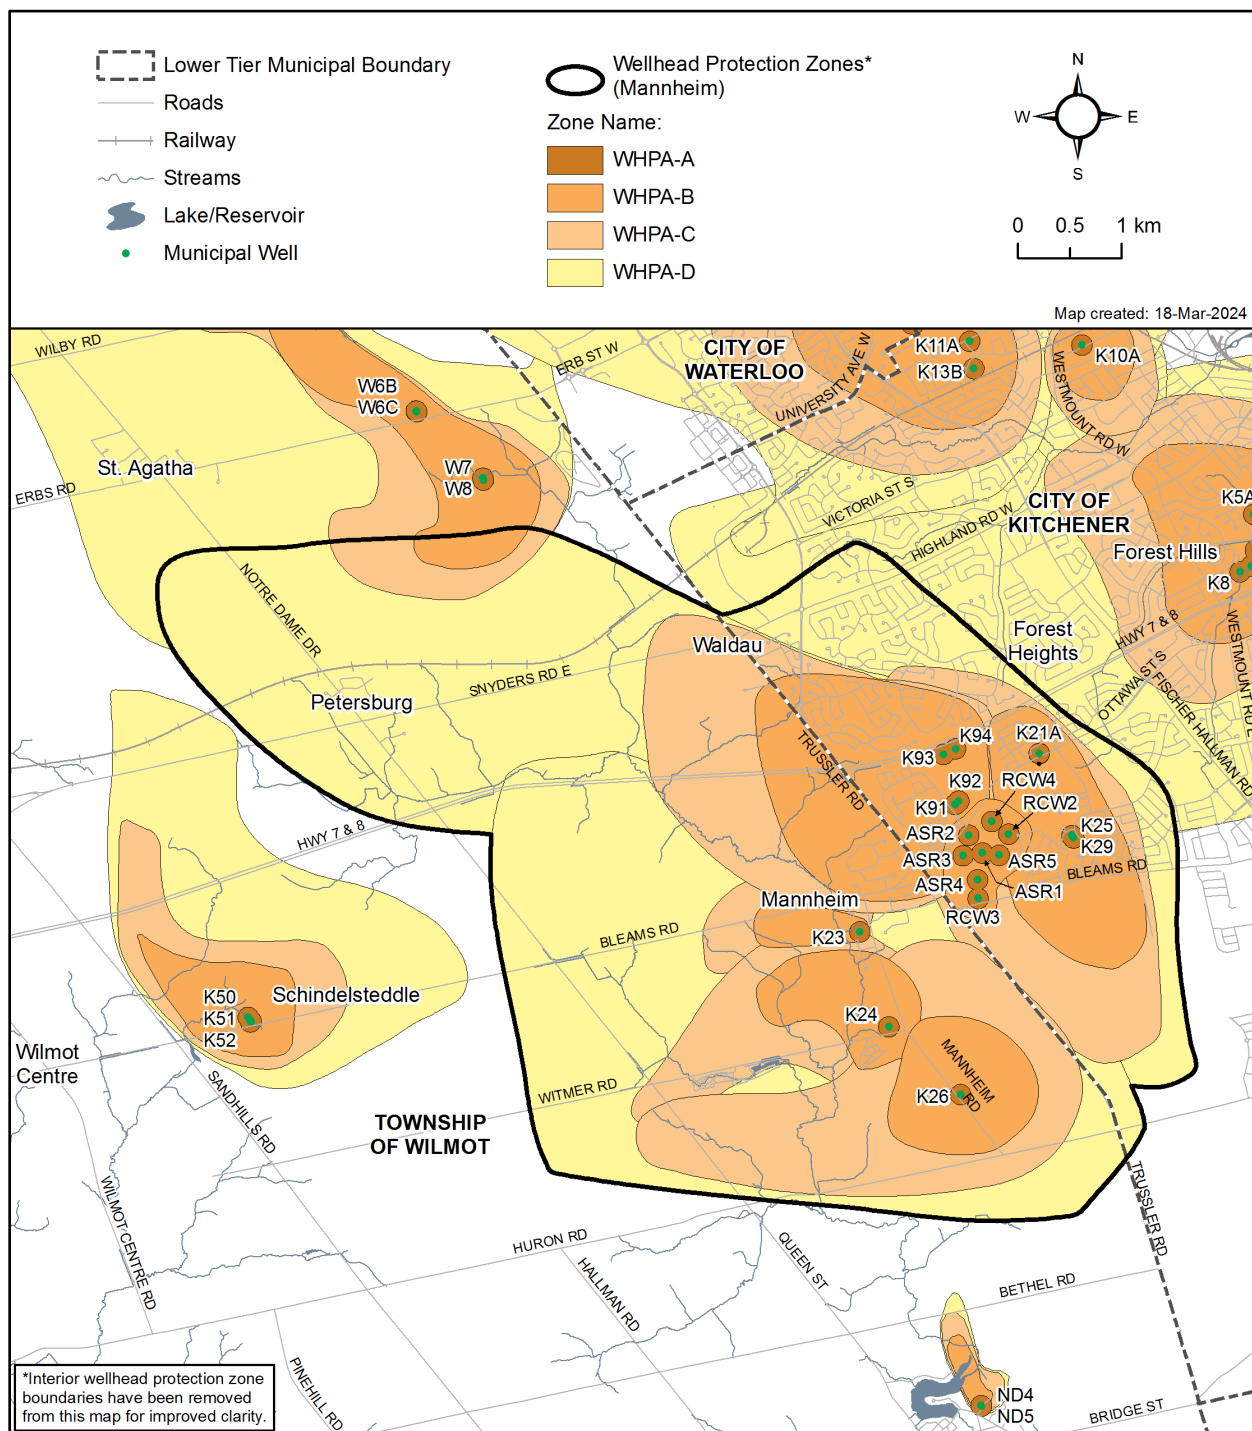 Lower Tier Municipal Boundary
Roads
Railway
Streams
Lake/Reservoir
Municipal Well
Wellhead Protection Zones*
(Mannheim)
Zone Name:
WHPA-A
WHPA-B
WHPA-C
WHPA-D
N
W
E
S
0 0.5 1 km
Map created: 18-Mar-2024
WILBY RD
ERB ST W
CITY OF
WATERLOO
UNIVERSITY AVE W
K11A
K13B
K10A
WESTMOUNT RD W
W6B
W6C
St. Agatha
W7
W8
ERBS RD
VICTORIA ST S
HIGHLAND RD W
CITY OF
KITCHENER
K5A
Forest Hills
K8
NOTRE DAME DR
Waldau
Forest
Heights
HWY 7 & 8
WESTMOUNT RD E
OTTAWA ST S
FISCHER HALLMAN RD
SNYDERS RD E
Petersburg
TRUSSLER RD
K94
K93
K21A
K92
K91
RCW4
RCW2
ASR2
K25
K29
ASR3
ASR5
ASR4
ASR1
RCW3
BLEAMS RD
HWY 7 & 8
Mannheim
K23
BLEAMS RD
K50
K51
K52
Schindelsteddle
K24
Wilmot
Centre
MANNHEIM
RD
K26
WITMER RD
SANDHILLS RD
TOWNSHIP
OF WILMOT
WILMOT CENTRE RD
TRUSSLER RD
HURON RD
QUEEN ST
HALLMAN RD
BETHEL RD
PINEHILL RD
ND4
ND5
BRIDGE ST
*Interior wellhead protection zone
boundaries have been removed
from this map for improved clarity.